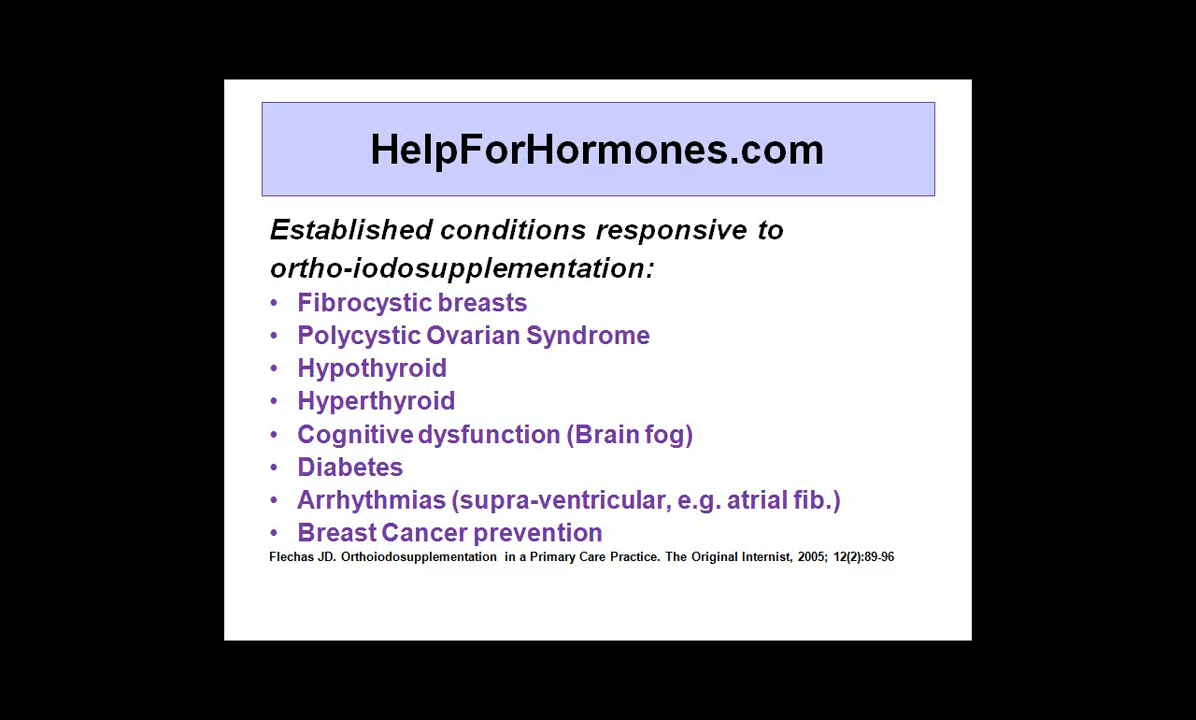 HelpForHormones.com
Established conditions responsive to
ortho-iodosupplementation:
• Fibrocystic breasts
• Polycystic Ovarian Syndrome
• Hypothyroid
• Hyperthyroid
• Cognitive dysfunction (Brain fog)
• Diabetes
• Arrhythmias (supra-ventricular, e.g. atrial fib.)
• Breast Cancer prevention
Flechas JD. Orthoiodosupplementation in a Primary Care Practice. The Original Internist, 2005; 12(2):89-96